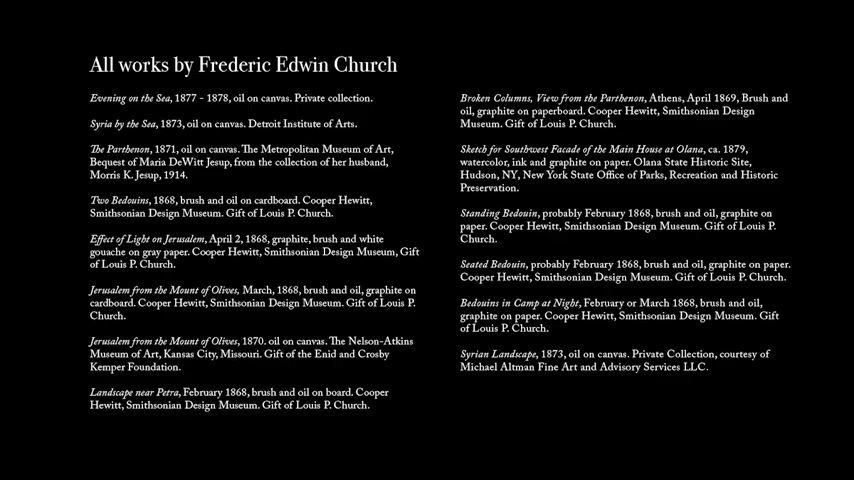 All works by Frederic Edwin Church
Evening on the Sea, 1877 - 1878, oil on canvas. Private collection.
Syria by the Sea, 1873, oil on canvas. Detroit Institute of Arts.
The Parthenon, 1871, oil on canvas. The Metropolitan Museum of Art,
Bequest of Maria DeWitt Jesup, from the collection of her husband,
Morris K. Jesup, 1914.
Two Bedouins, 1868, brush and oil on cardboard. Cooper Hewitt,
Smithsonian Design Museum. Gift of Louis P. Church.
Effect of Light on Jerusalem, April 2, 1868, graphite, brush and white
gouache on gray paper. Cooper Hewitt, Smithsonian Design Museum, Gift
of Louis P. Church.
Jerusalem from the Mount of Olives, March, 1868, brush and oil, graphite on
cardboard. Cooper Hewitt, Smithsonian Design Museum. Gift of Louis P.
Church.
Jerusalem from the Mount of Olives, 1870. oil on canvas. The Nelson-Atkins
Museum of Art, Kansas City, Missouri. Gift of the Enid and Crosby
Kemper Foundation.
Landscape near Petra, February 1868, brush and oil on board. Cooper
Hewitt, Smithsonian Design Museum. Gift of Louis P. Church.
Broken Columns, View from the Parthenon, Athens, April 1869, Brush and
oil, graphite on paperboard. Cooper Hewitt, Smithsonian Design
Museum. Gift of Louis P. Church.
Sketch for Southwest Facade of the Main House at Olana, ca. 1879,
watercolor, ink and graphite on paper. Olana State Historic Site,
Hudson, NY, New York State Office of Parks, Recreation and Historic
Preservation.
Standing Bedouin, probably February 1868, brush and oil, graphite on
paper. Cooper Hewitt, Smithsonian Design Museum. Gift of Louis P.
Church.
Seated Bedouin, probably February 1868, brush and oil, graphite on paper.
Cooper Hewitt, Smithsonian Design Museum. Gift of Louis P. Church.
Bedouins in Camp at Night, February or March 1868, brush and oil,
graphite on paper. Cooper Hewitt, Smithsonian Design Museum. Gift
of Louis P. Church.
Syrian Landscape, 1873, oil on canvas. Private Collection, courtesy of
Michael Altman Fine Art and Advisory Services LLC.